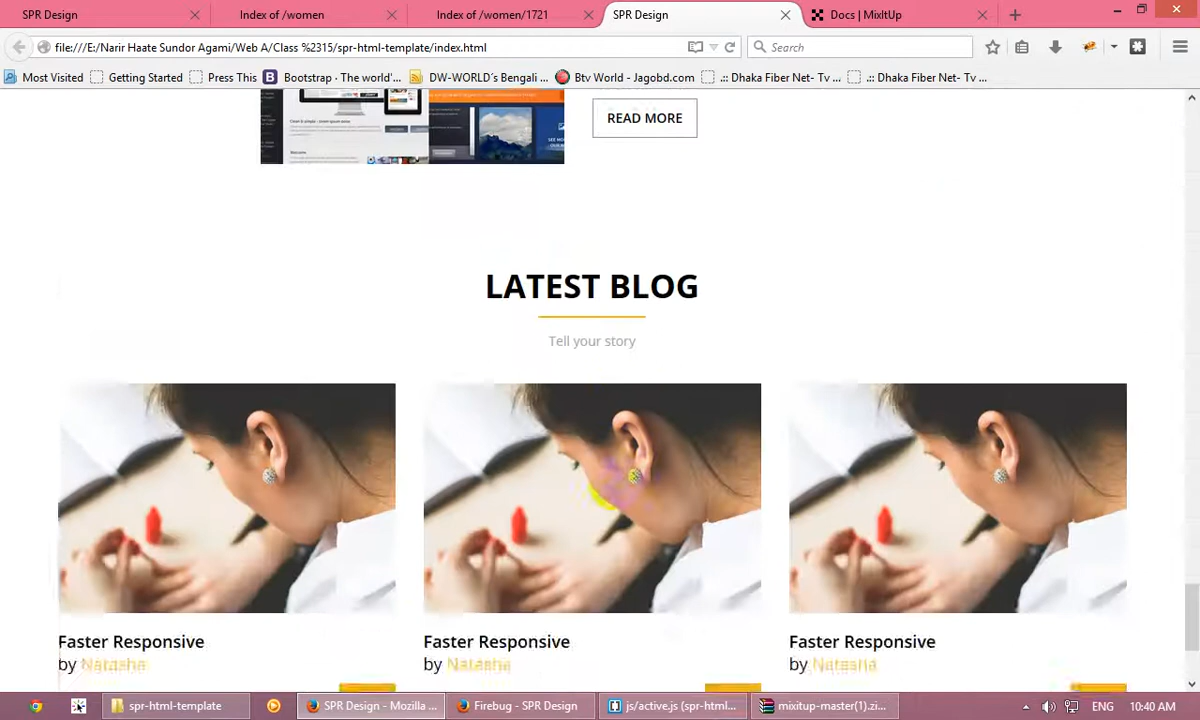 SPR Design
Index of /women
Index of /women/1721
SPR Design
Docs | MixItUp
file:///E:/Narir Haate Sundor Agami/Web A/Class %2315/spr-html-template/index.html
Search
Most Visited
Getting Started
Press This
Bootstrap · The world'...
DW-WORLD´s Bengali ...
Btv World - Jagobd.com
.:: Dhaka Fiber Net- Tv ...
.:: Dhaka Fiber Net- Tv ...
READ MORE
LATEST BLOG
Tell your story
Faster Responsive
by Natasha
Faster Responsive
by Natasha
Faster Responsive
by Natasha
spr-html-template
SPR Design - Mozilla ...
Firebug - SPR Design
js/active.js (spr-html...
mixitup-master(1).zi...
ENG
10:40 AM